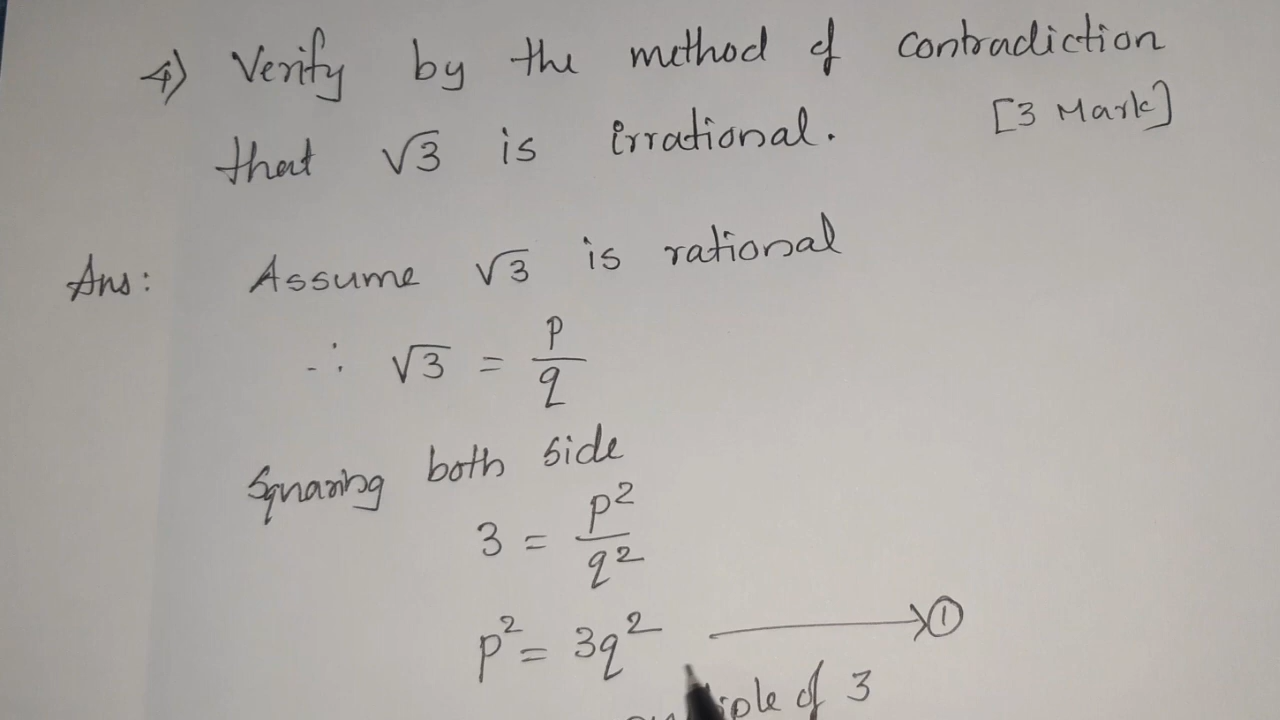 4) Verify by the method of contradiction
that √3 is irrational. [3 Mark]
Ans: Assume √3 is rational
∴ √3 = p/q
Squaring both side
3 = p²/q²
p² = 3q² → ①
of 3